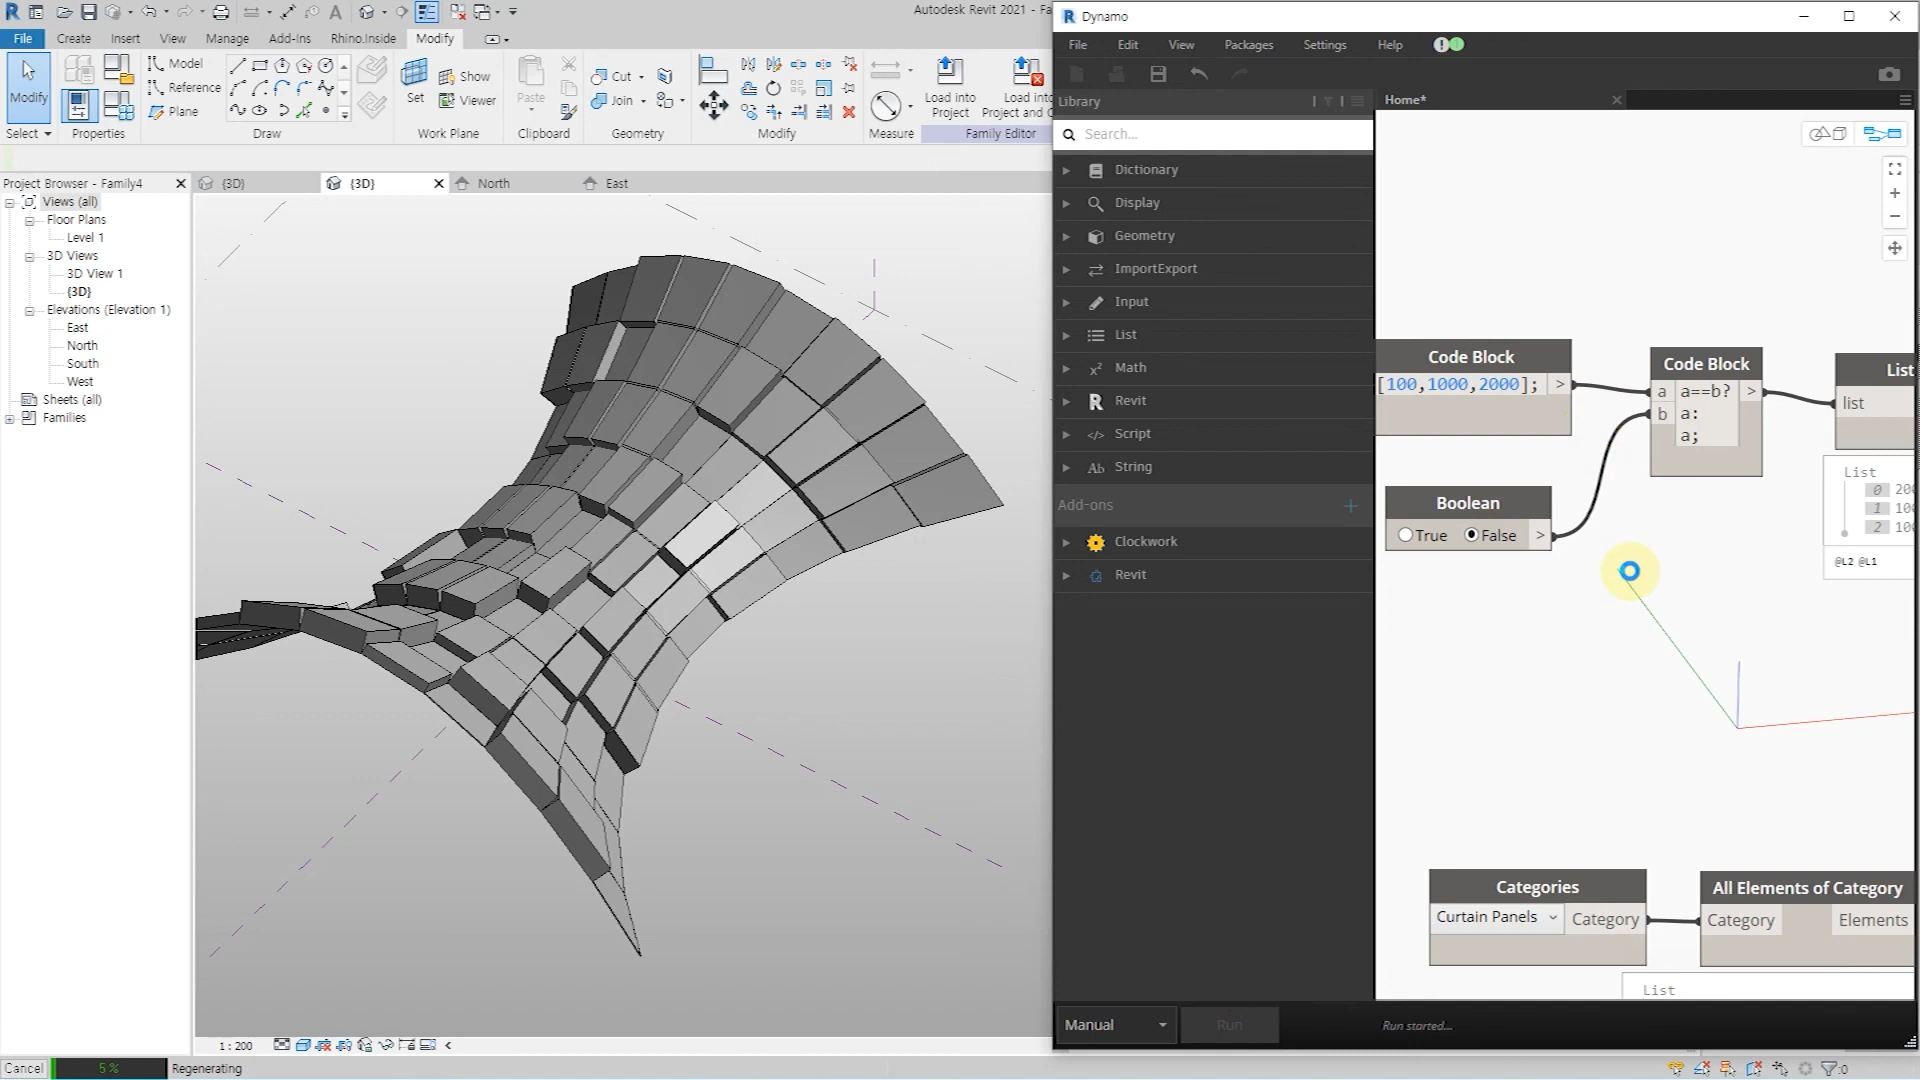 Autodesk Revit 2021 - Fa
File
Create
Insert
View
Manage
Add-Ins
Rhino.Inside
Modify
Modify
Model
Reference
Plane
Set
Show
Viewer
Paste
Cut
Join
Load into
Project
Load into
Project and C
Select
Properties
Draw
Work Plane
Clipboard
Geometry
Modify
Measure
Family Editor
Project Browser - Family4
{3D}
{3D}
North
East
Views (all)
Floor Plans
Level 1
3D Views
3D View 1
{3D}
Elevations (Elevation 1)
East
North
South
West
Sheets (all)
Families
1 : 200
Cancel
5 %
Regenerating
:0
Dynamo
File
Edit
View
Packages
Settings
Help
Library
Search...
Dictionary
Display
Geometry
ImportExport
Input
List
Math
Revit
Script
String
Add-ons
Clockwork
Revit
Home*
Code Block
[100,1000,2000];
>
Code Block
a
b
a==b?
a:
a;
>
List
list
Boolean
True
False
>
List
0 200
1 100
2 100
@L2 @L1
Categories
Curtain Panels
Category
All Elements of Category
Category
Elements
List
Manual
Run
Run started...